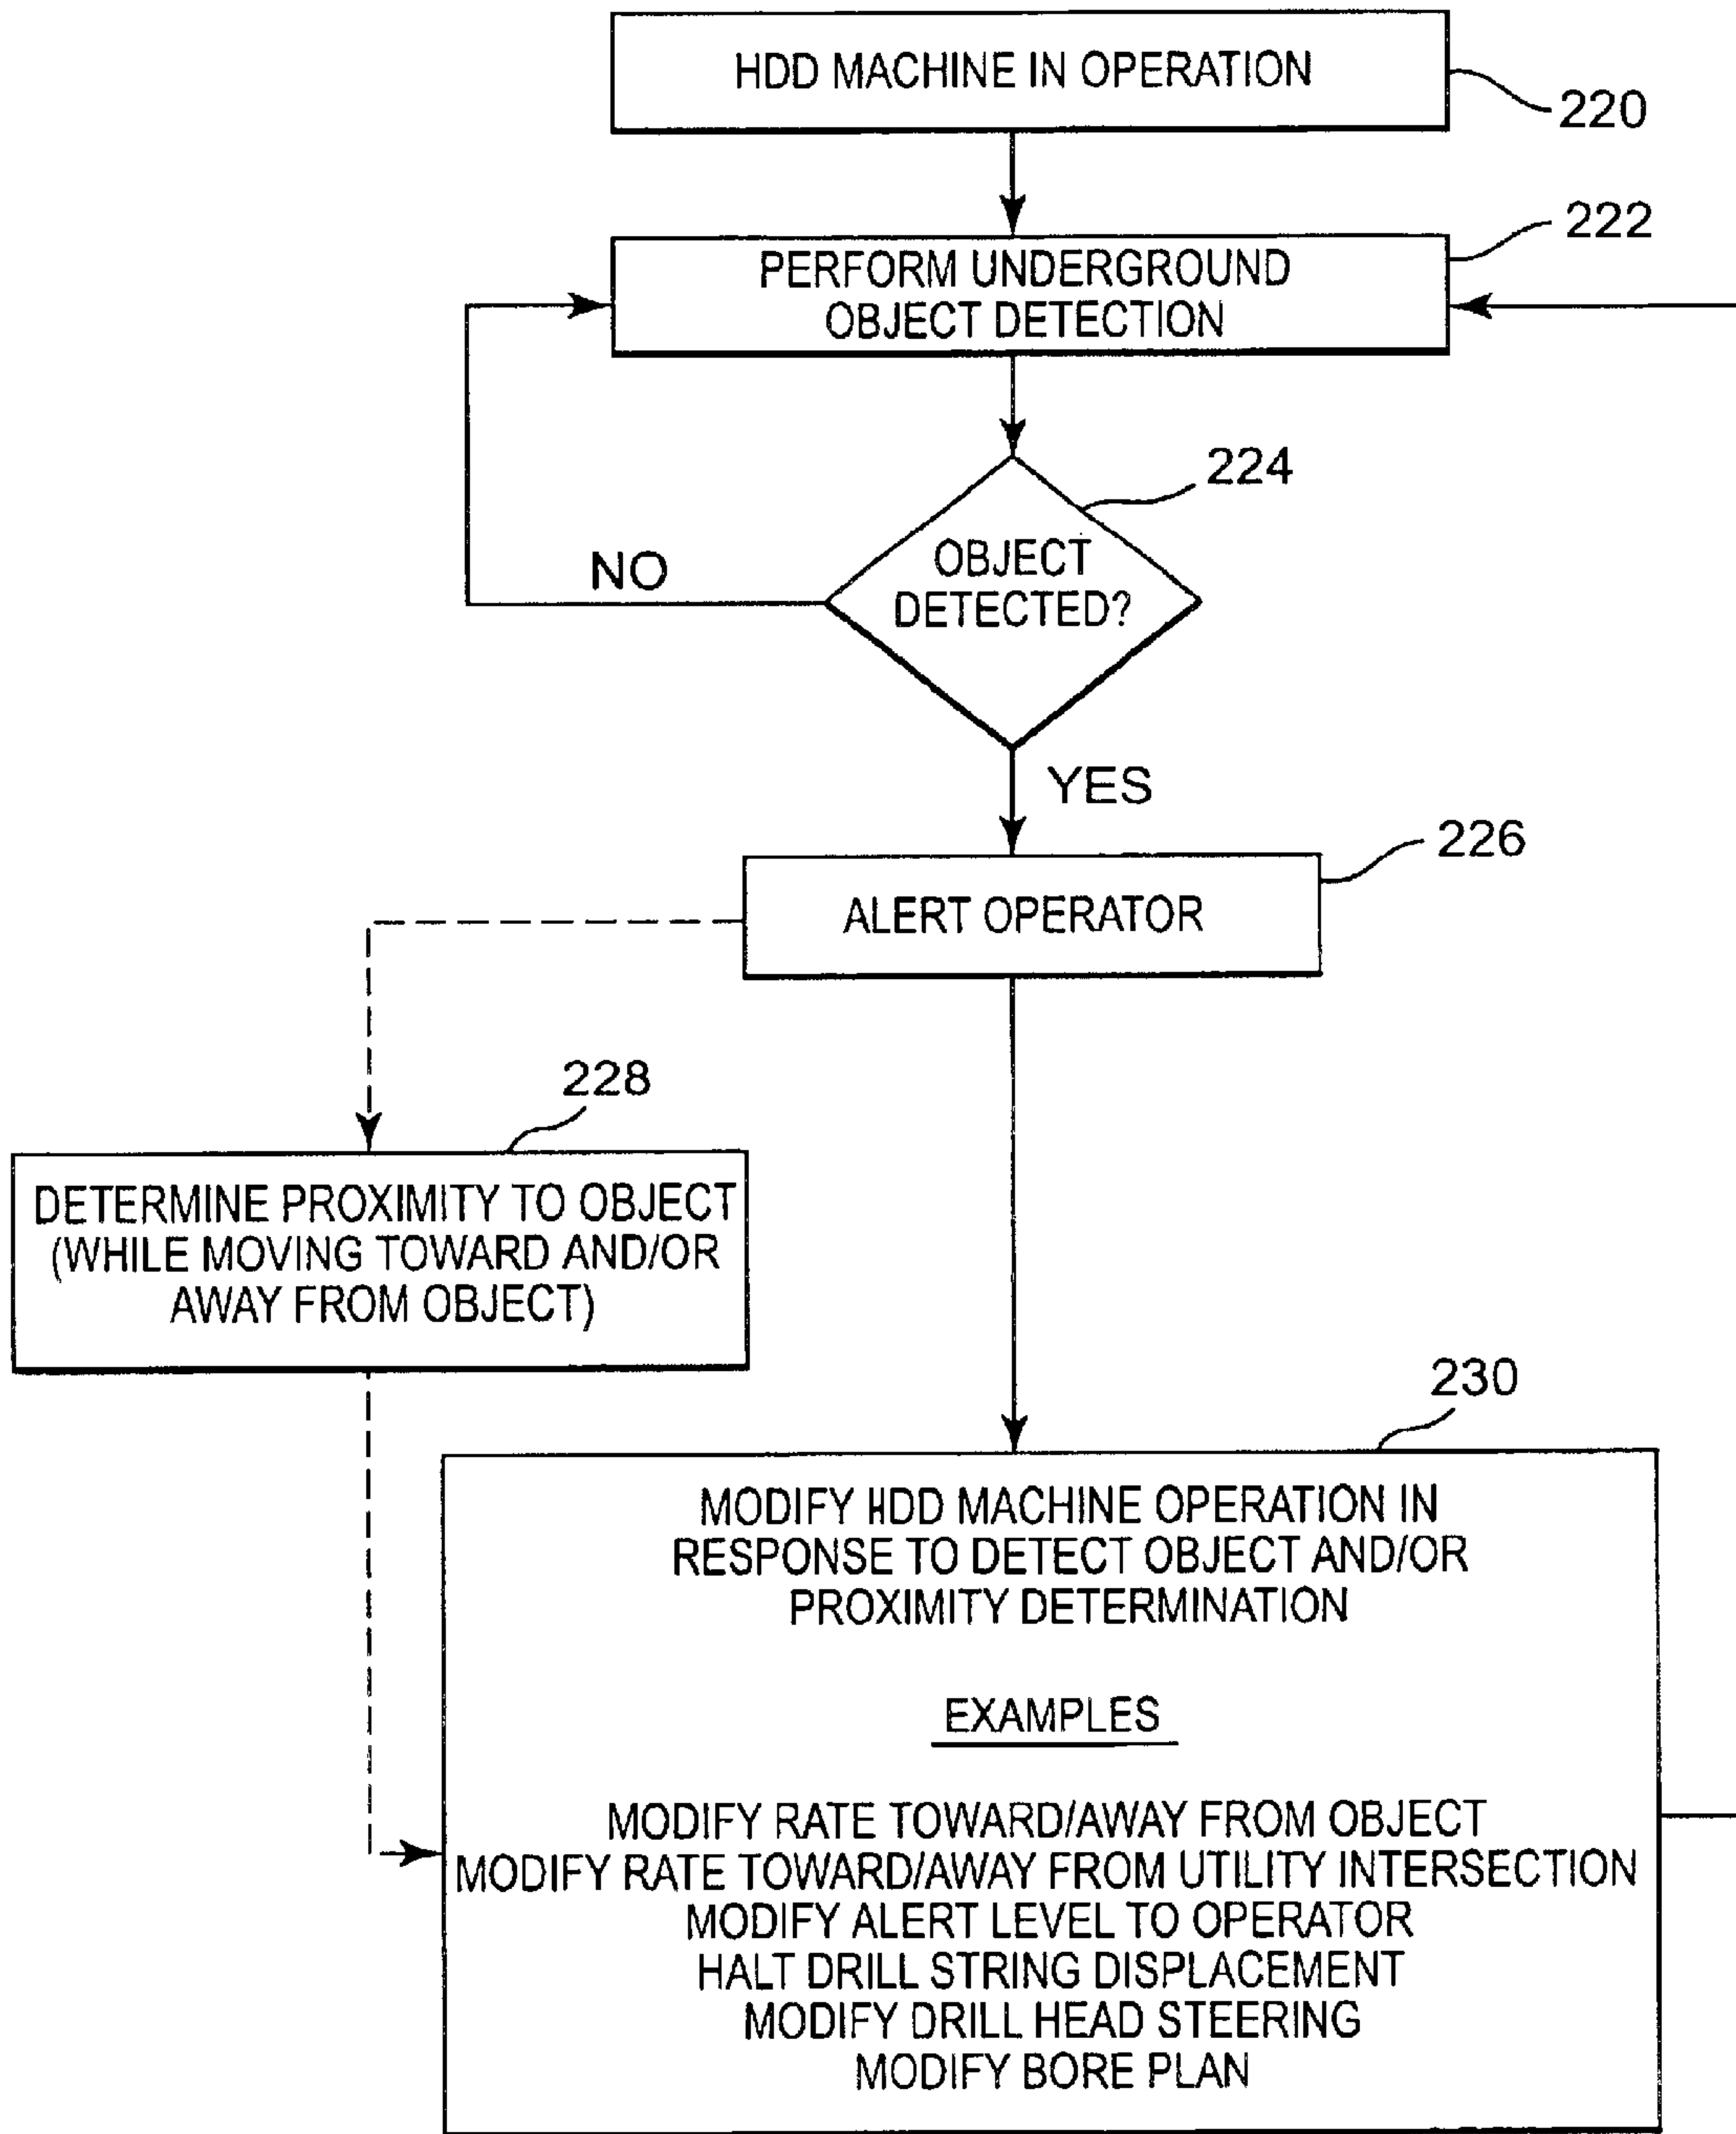 HDD MACHINE IN OPERATION
220
222
PERFORM UNDERGROUND
OBJECT DETECTION
224
OBJECT
DETECTED?
NO
YES
226
ALERT OPERATOR
228
DETERMINE PROXIMITY TO OBJECT
(WHILE MOVING TOWARD AND/OR
AWAY FROM OBJECT)
230
MODIFY HDD MACHINE OPERATION IN
RESPONSE TO DETECT OBJECT AND/OR
PROXIMITY DETERMINATION
EXAMPLES
MODIFY RATE TOWARD/AWAY FROM OBJECT
MODIFY RATE TOWARD/AWAY FROM UTILITY INTERSECTION
MODIFY ALERT LEVEL TO OPERATOR
HALT DRILL STRING DISPLACEMENT
MODIFY DRILL HEAD STEERING
MODIFY BORE PLAN